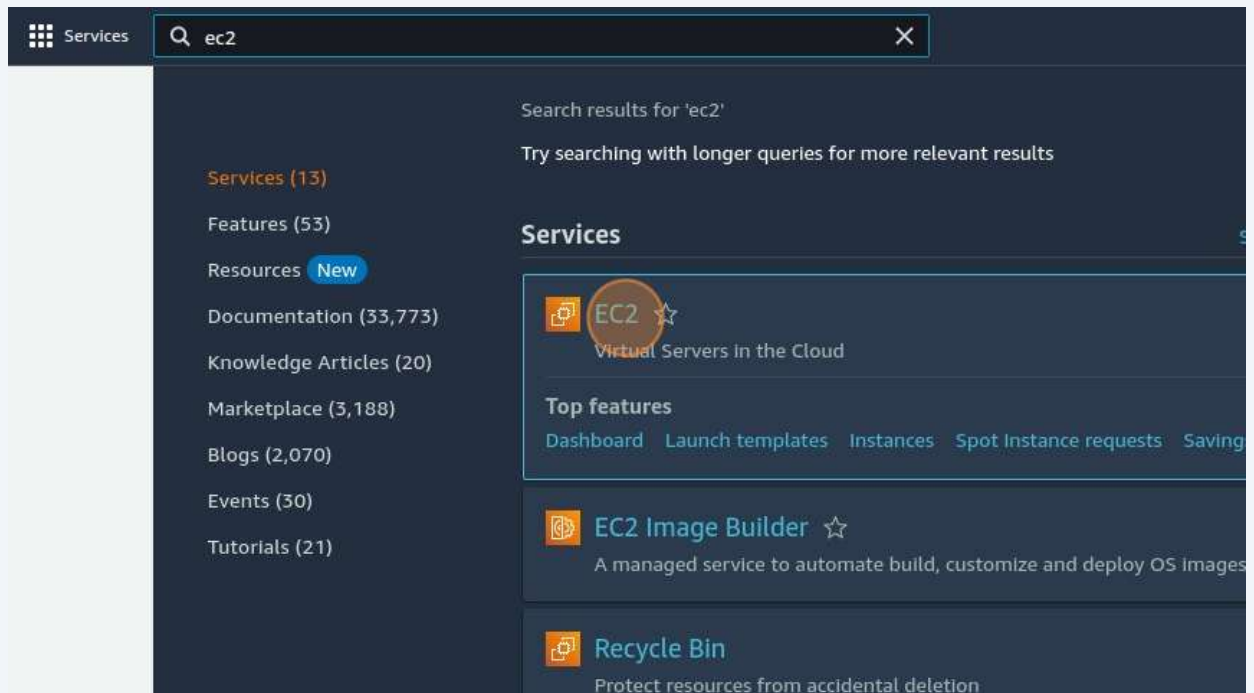 Services
ec2
Search results for 'ec2'
Try searching with longer queries for more relevant results
Services (13)
Features (53)
Resources New
Documentation (33,773)
Knowledge Articles (20)
Marketplace (3,188)
Blogs (2,070)
Events (30)
Tutorials (21)
Services
EC2
Virtual Servers in the Cloud
Top features
Dashboard Launch templates Instances Spot Instance requests Saving
EC2 Image Builder
A managed service to automate build, customize and deploy OS images
Recycle Bin
Protect resources from accidental deletion